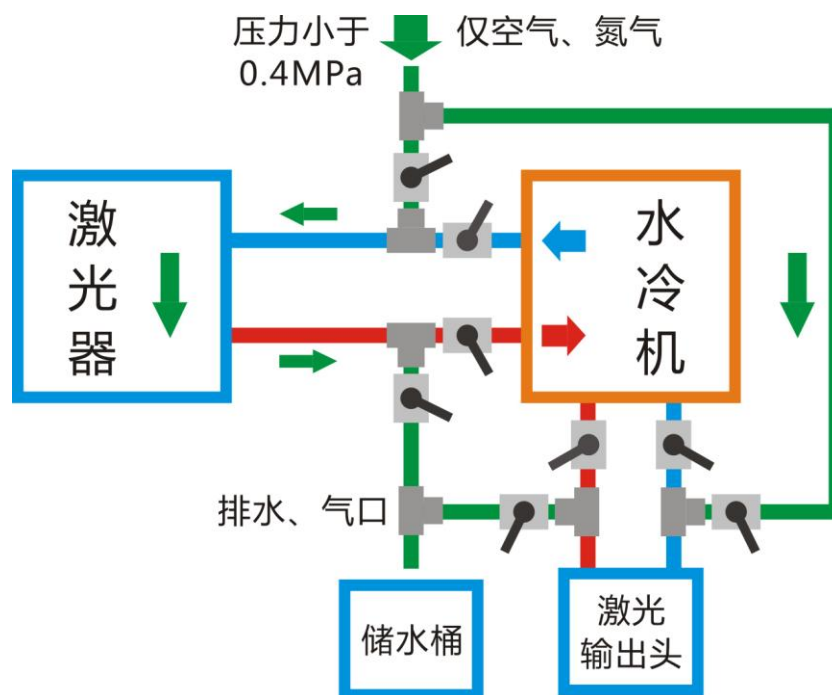 压力小于
0.4MPa
仅空气、氮气
激光器
水冷机
排水、气口
储水桶
激光
输出头